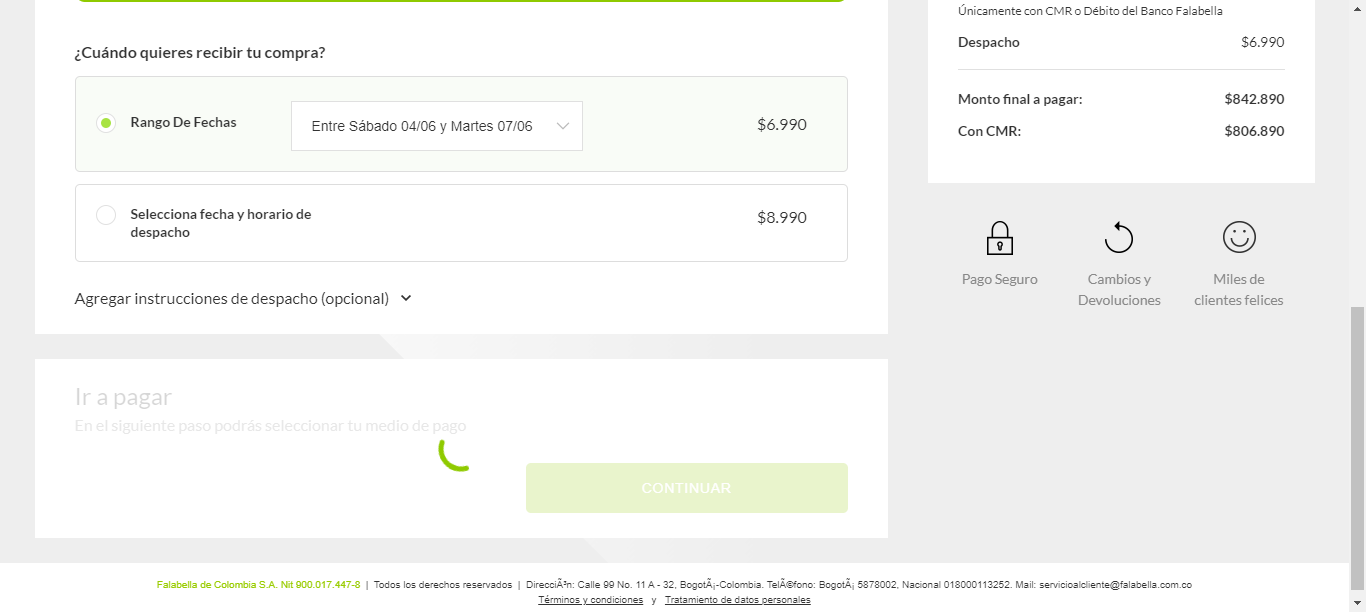 ¿Cuándo quieres recibir tu compra?
Rango De Fechas
Entre Sábado 04/06 y Martes 07/06
$6.990
Selecciona fecha y horario de
despacho
$8.990
Agregar instrucciones de despacho (opcional)
Ir a pagar
En el siguiente paso podrás seleccionar tu medio de pago
CONTINUAR
Únicamente con CMR o Débito del Banco Falabella
Despacho $6.990
Monto final a pagar: $842.890
Con CMR: $806.890
Pago Seguro
Cambios y
Devoluciones
Miles de
clientes felices
Falabella de Colombia S.A. Nit 900.017.447-8 | Todos los derechos reservados | DirecciÃ³n: Calle 99 No. 11 A - 32, BogotÃ¡-Colombia. TelÃ©fono: BogotÃ¡ 5878002, Nacional 018000113252. Mail: servicioalcliente@falabella.com.co
Términos y condiciones y Tratamiento de datos personales